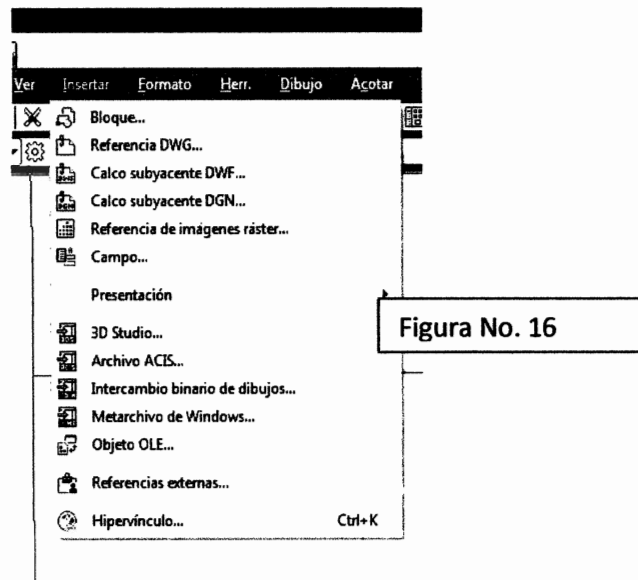 Ver Insertar Formato Herr. Dibujo Acotar
Bloque...
Referencia DWG...
Calco subyacente DWF...
Calco subyacente DGN...
Referencia de imágenes ráster...
Campo...
Presentación
Figura No. 16
3D Studio...
Archivo ACIS...
Intercambio binario de dibujos...
Metarchivo de Windows...
Objeto OLE...
Referencias externas...
Hipervínculo... Ctrl+K